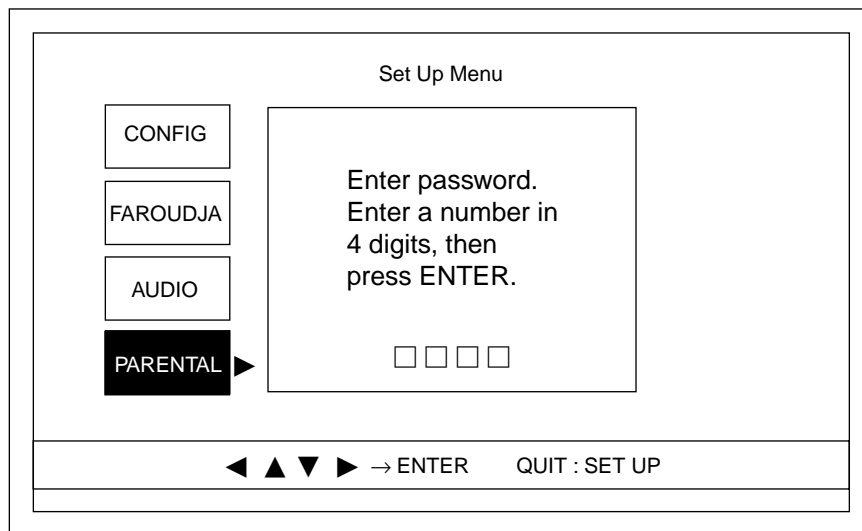 Set Up Menu
CONFIG
FAROUDJA
AUDIO
PARENTAL ▶
Enter password.
Enter a number in
4 digits, then
press ENTER.
□ □ □ □
◀ ▲ ▼ ▶ → ENTER QUIT : SET UP